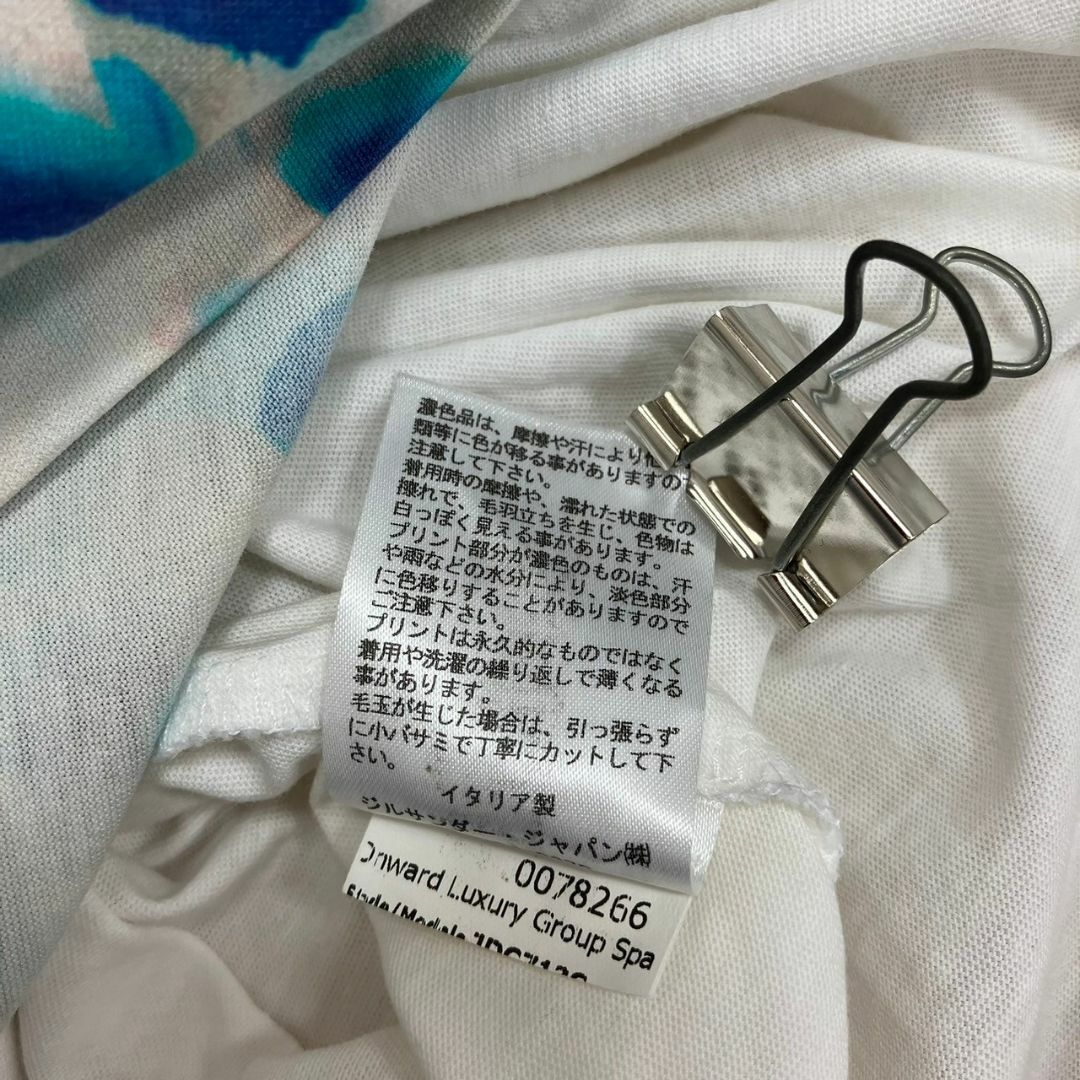 濃色品は、摩擦や汗により他
類等に色が移る事がありますので
注意して下さい。
着用時の摩擦や、濡れた状態での
擦れで、毛羽立ちを生じ、色物は
白っぽく見える事があります。
プリント部分が濃色のものは、汗
や雨などの水分により、淡色部分
に色移りすることがありますので
ご注意下さい。
プリントは永久的なものではなく
着用や洗濯の繰り返しで薄くなる
事があります。
毛玉が生じた場合は、引っ張らず
に小バサミで丁寧にカットして下
さい。
イタリア製
ジルサンダー・ジャパン㈱
0078266
Onward Luxury Group Spa